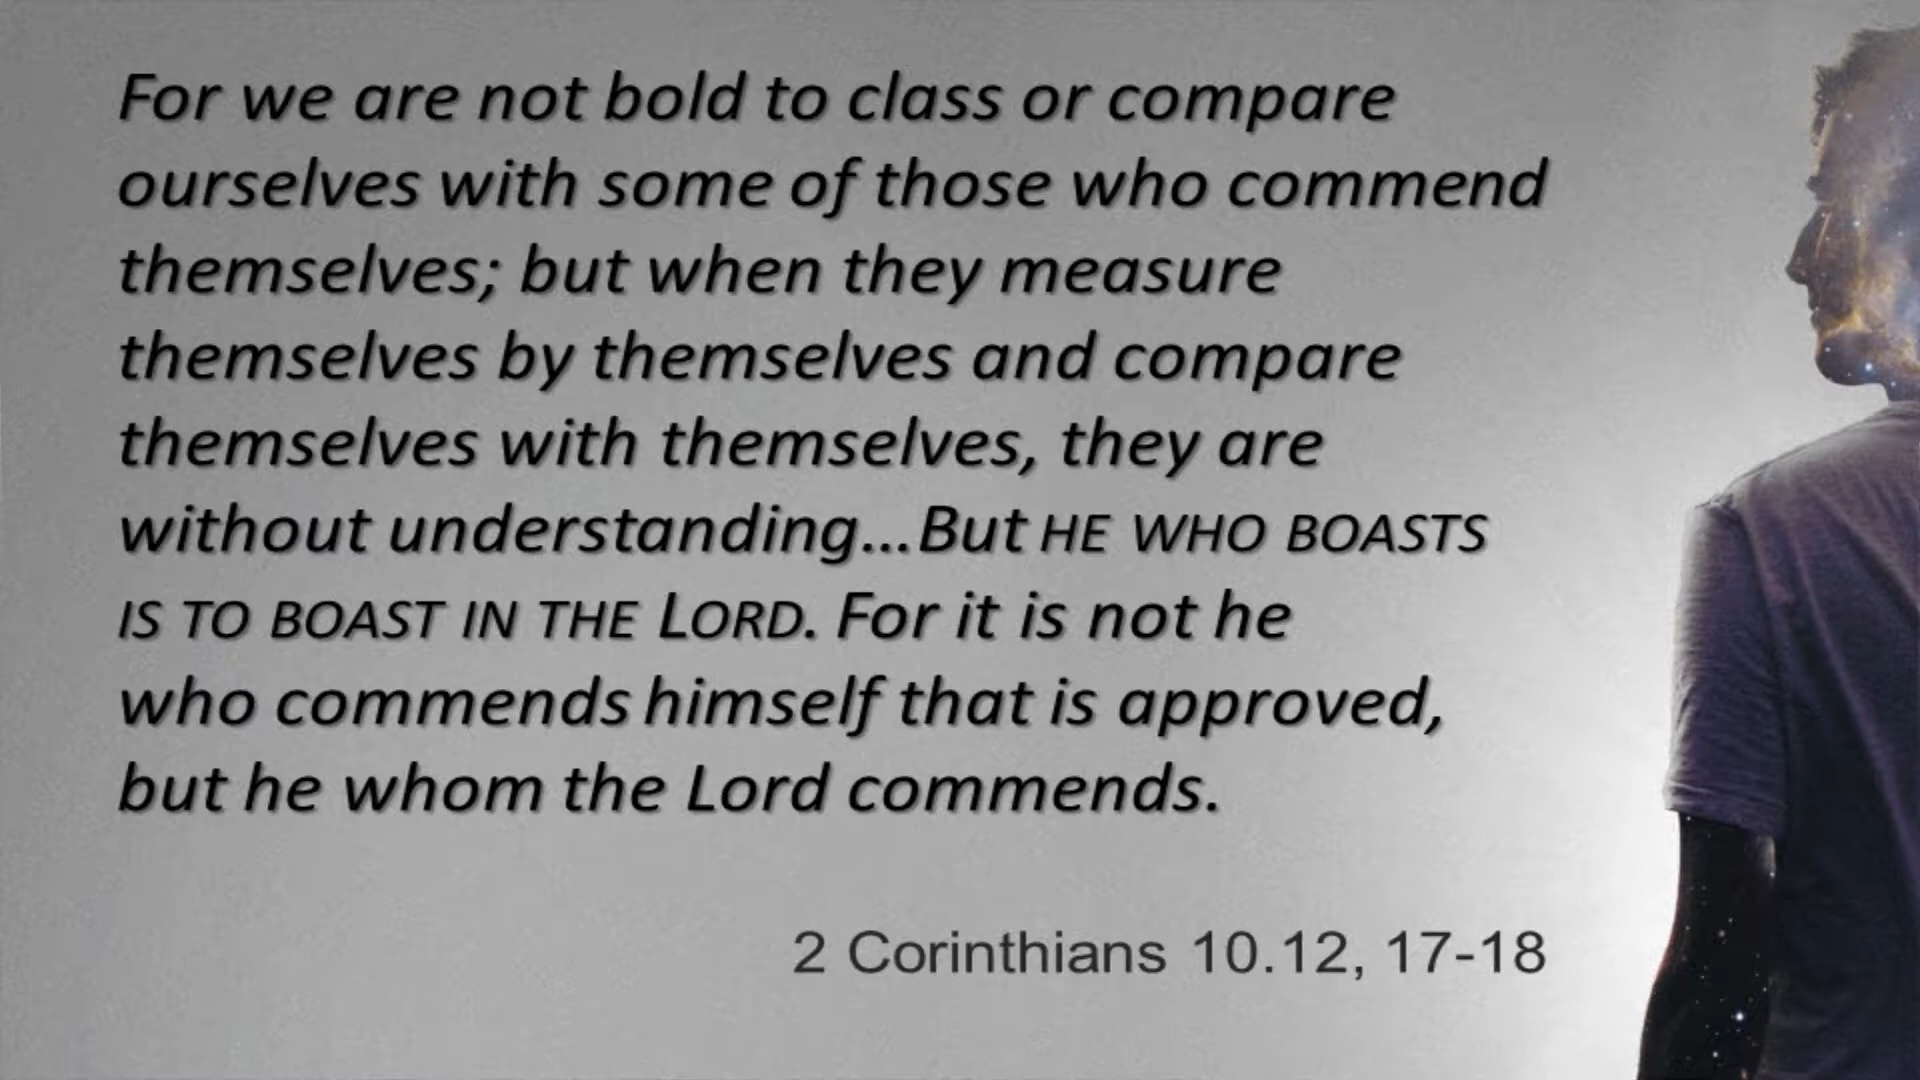 For we are not bold to class or compare
ourselves with some of those who commend
themselves; but when they measure
themselves by themselves and compare
themselves with themselves, they are
without understanding…But HE WHO BOASTS
IS TO BOAST IN THE LORD. For it is not he
who commends himself that is approved,
but he whom the Lord commends.
2 Corinthians 10.12, 17-18